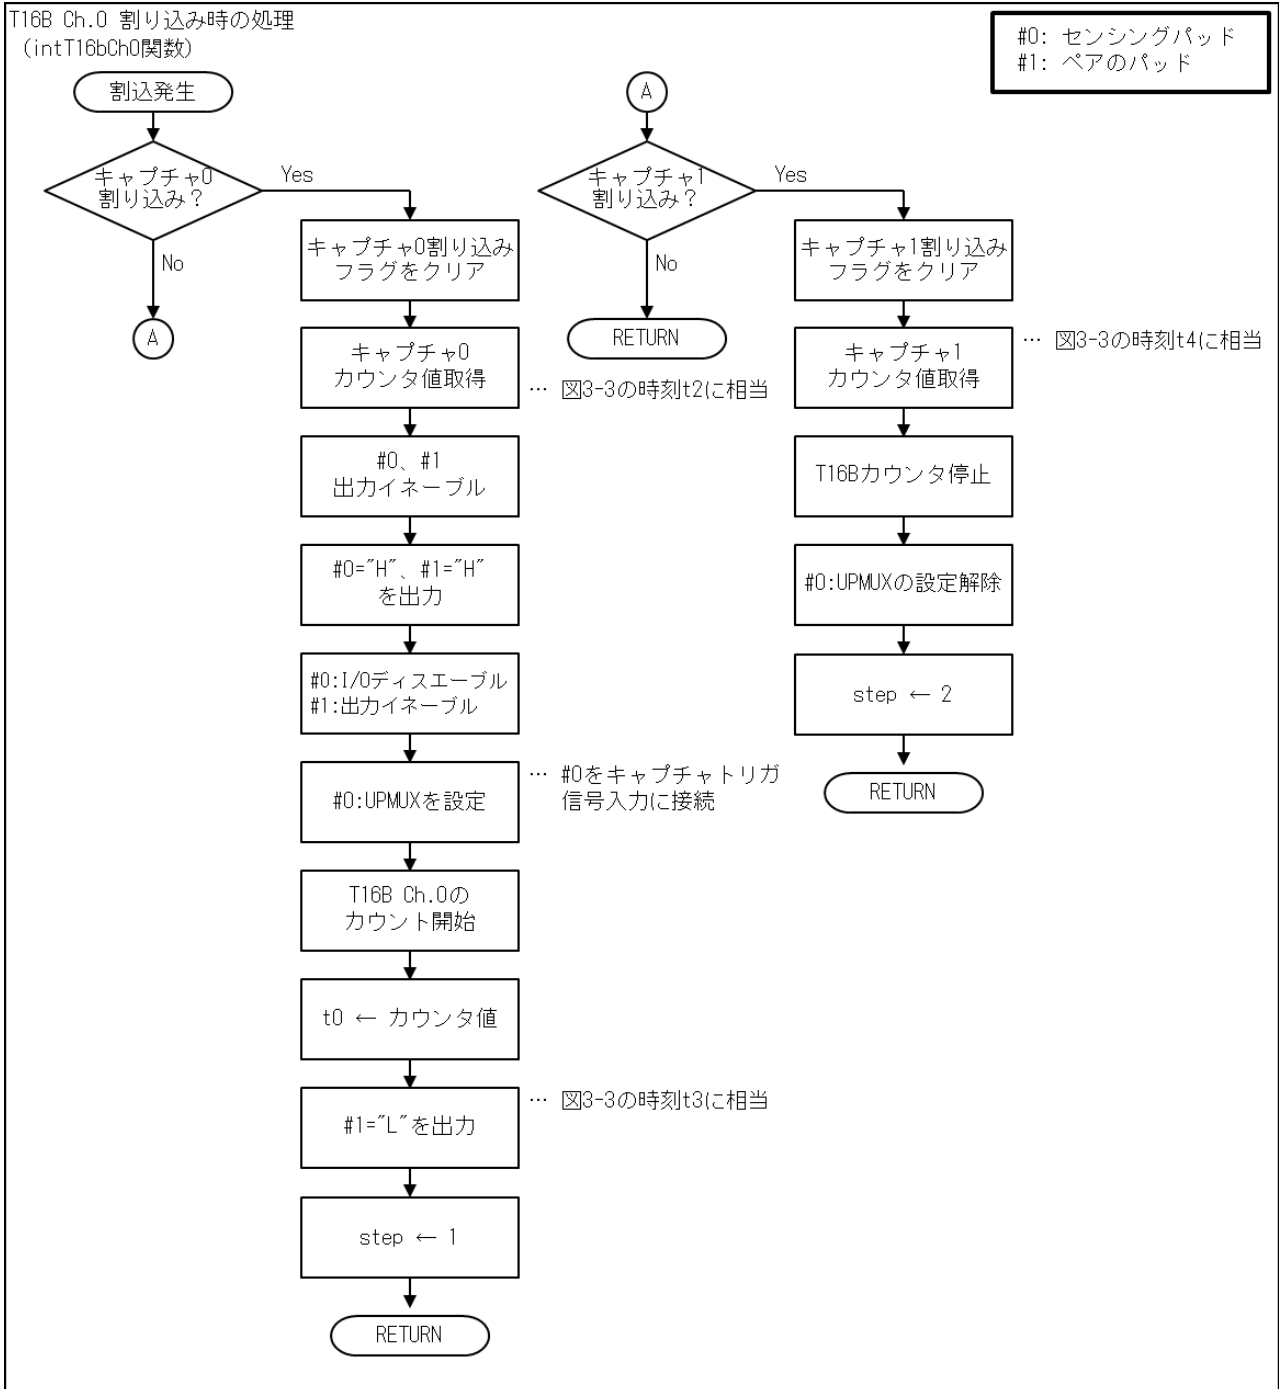 T16B Ch.0 割り込み時の処理
(intT16bCh0関数)
#0: センシングパッド
#1: ペアのパッド
割込発生
キャプチャ0
割り込み?
Yes
No
A
キャプチャ0割り込み
フラグをクリア
キャプチャ0
カウンタ値取得
… 図3-3の時刻t2に相当
#0、#1
出力イネーブル
#0="H"、#1="H"
を出力
#0:I/Oディスエーブル
#1:出力イネーブル
#0:UPMUXを設定
… #0をキャプチャトリガ
信号入力に接続
T16B Ch.0の
カウント開始
t0 ← カウンタ値
#1="L"を出力
… 図3-3の時刻t3に相当
step ← 1
RETURN
A
キャプチャ1
割り込み?
Yes
No
RETURN
キャプチャ1割り込み
フラグをクリア
キャプチャ1
カウンタ値取得
… 図3-3の時刻t4に相当
T16Bカウンタ停止
#0:UPMUXの設定解除
step ← 2
RETURN